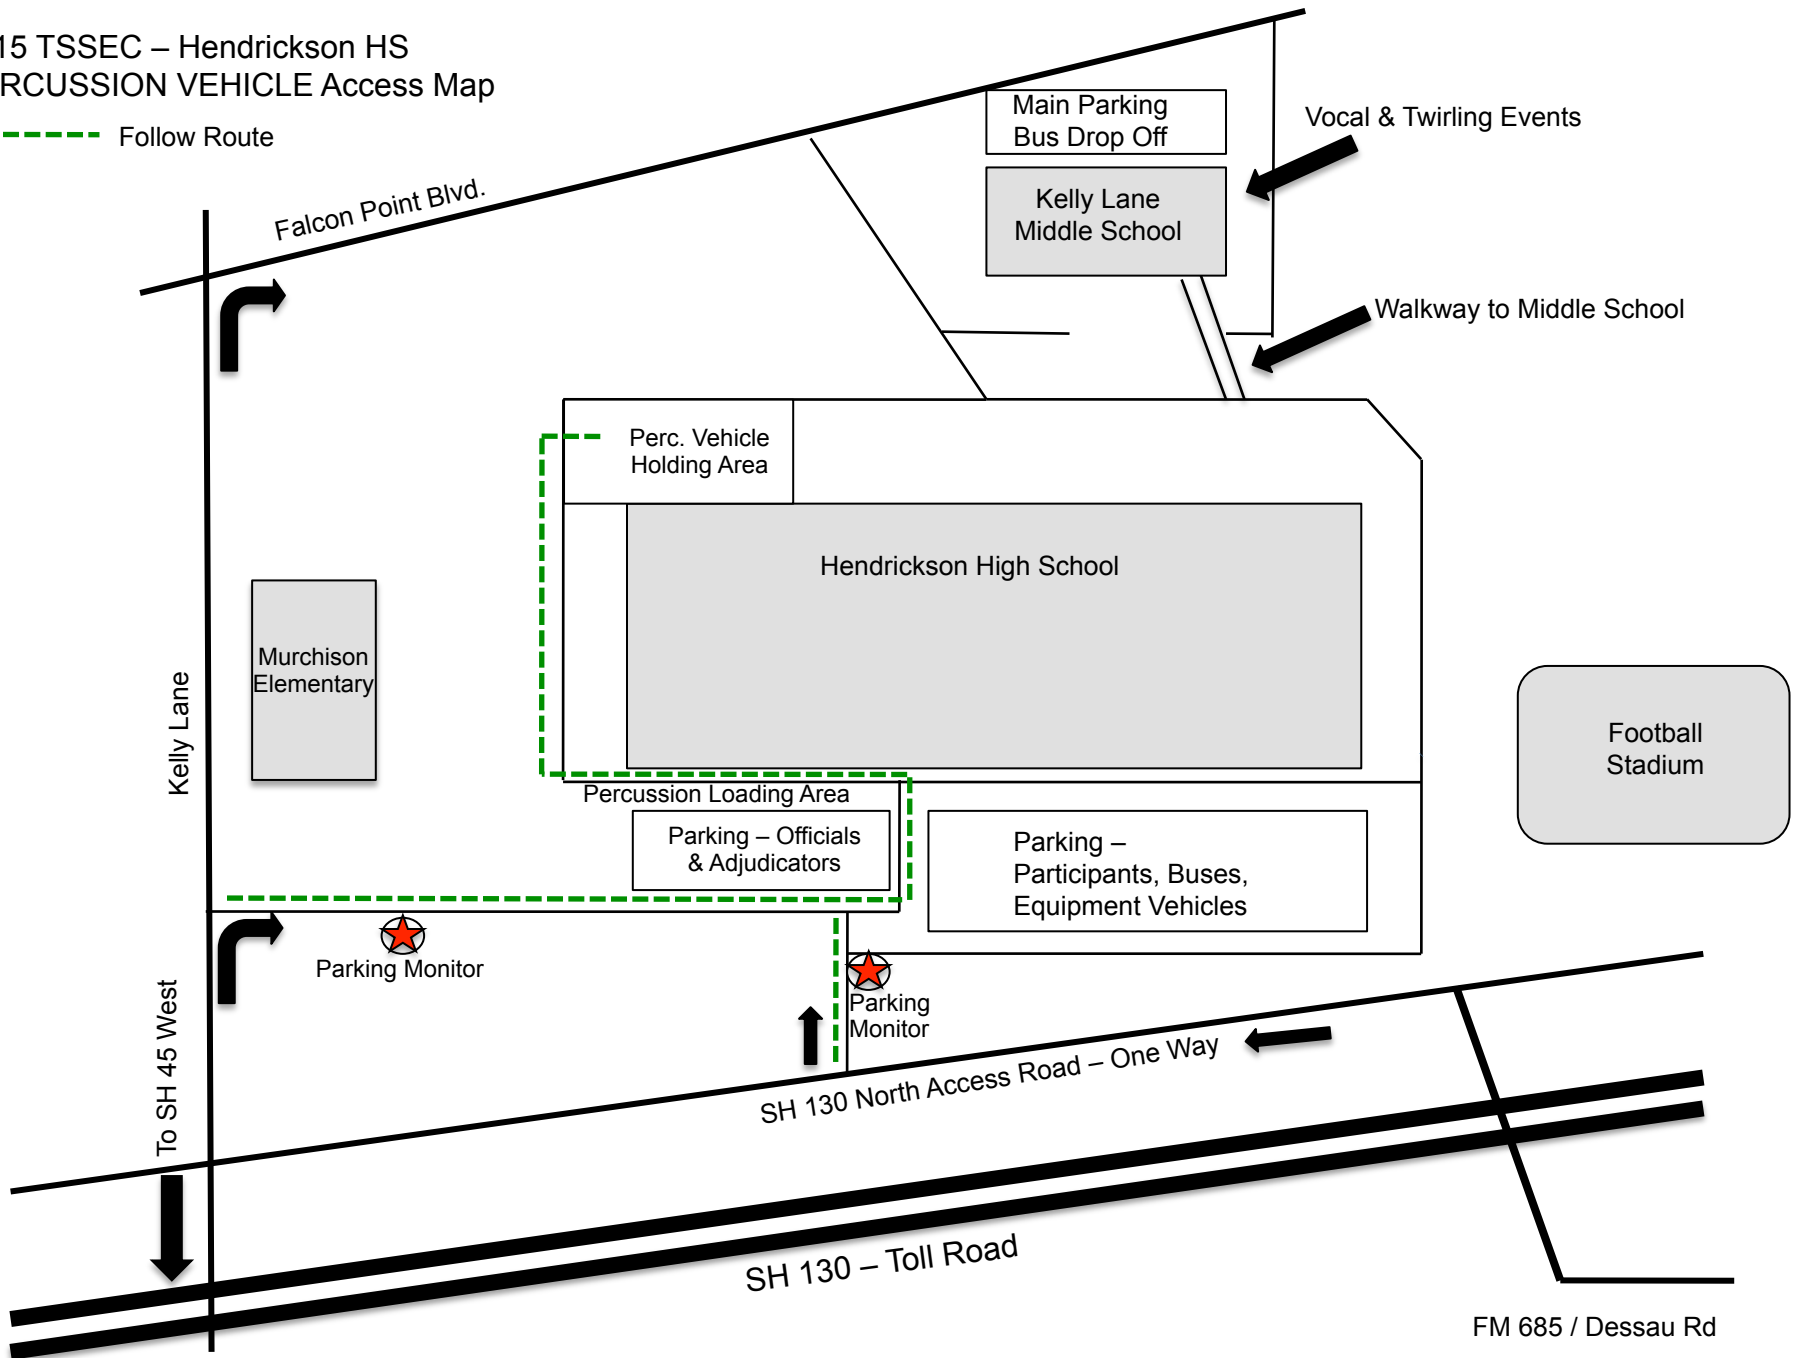 15 TSSEC – Hendrickson HS
RCUSSION VEHICLE Access Map
Follow Route
Falcon Point Blvd.
Main Parking
Bus Drop Off
Vocal & Twirling Events
Kelly Lane
Middle School
Walkway to Middle School
Perc. Vehicle
Holding Area
Hendrickson High School
Murchison
Elementary
Kelly Lane
Football
Stadium
Percussion Loading Area
Parking – Officials
& Adjudicators
Parking –
Participants, Buses,
Equipment Vehicles
Parking Monitor
Parking
Monitor
To SH 45 West
SH 130 North Access Road – One Way
SH 130 – Toll Road
FM 685 / Dessau Rd